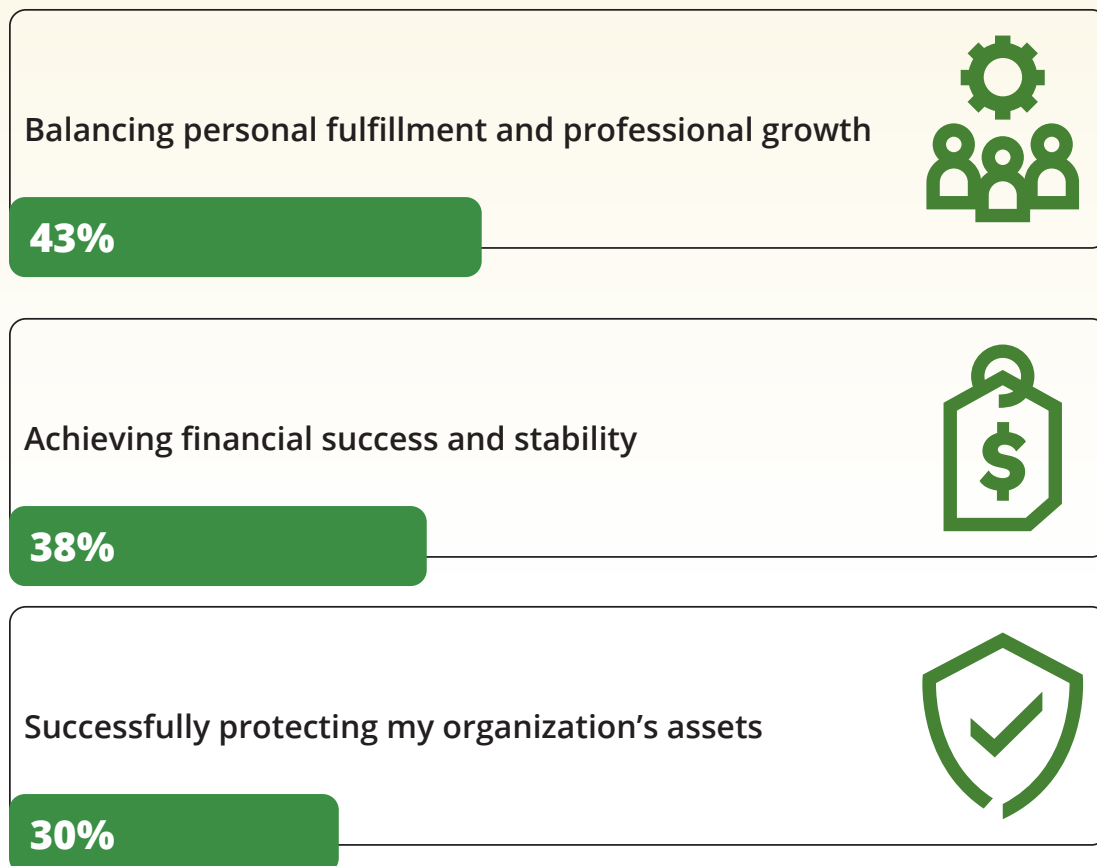 Balancing personal fulfillment and professional growth
43%
Achieving financial success and stability
$
38%
Successfully protecting my organization’s assets
30%